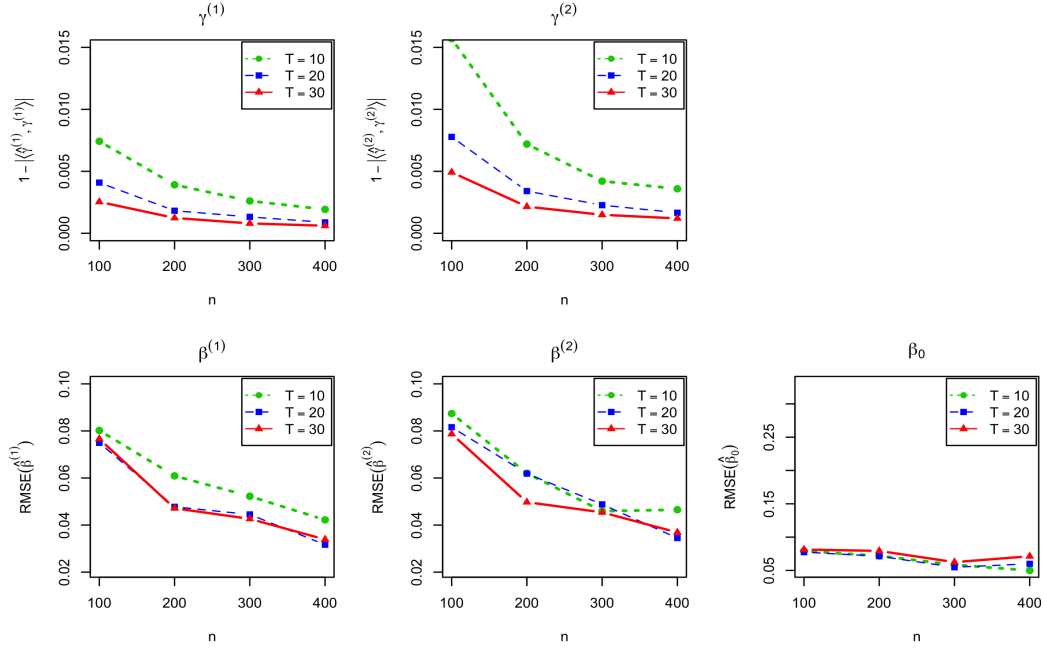 γ⁽¹⁾
1 − |⟨γ̂⁽¹⁾, γ⁽¹⁾⟩|
0.015
0.010
0.005
0.000
T = 10
T = 20
T = 30
100 200 300 400
n
γ⁽²⁾
1 − |⟨γ̂⁽²⁾, γ⁽²⁾⟩|
0.015
0.010
0.005
0.000
T = 10
T = 20
T = 30
100 200 300 400
n
β⁽¹⁾
RMSE(β̂⁽¹⁾)
0.10
0.08
0.06
0.04
0.02
T = 10
T = 20
T = 30
100 200 300 400
n
β⁽²⁾
RMSE(β̂⁽²⁾)
0.10
0.08
0.06
0.04
0.02
T = 10
T = 20
T = 30
100 200 300 400
n
β₀
RMSE(β̂₀)
0.25
0.15
0.05
T = 10
T = 20
T = 30
100 200 300 400
n